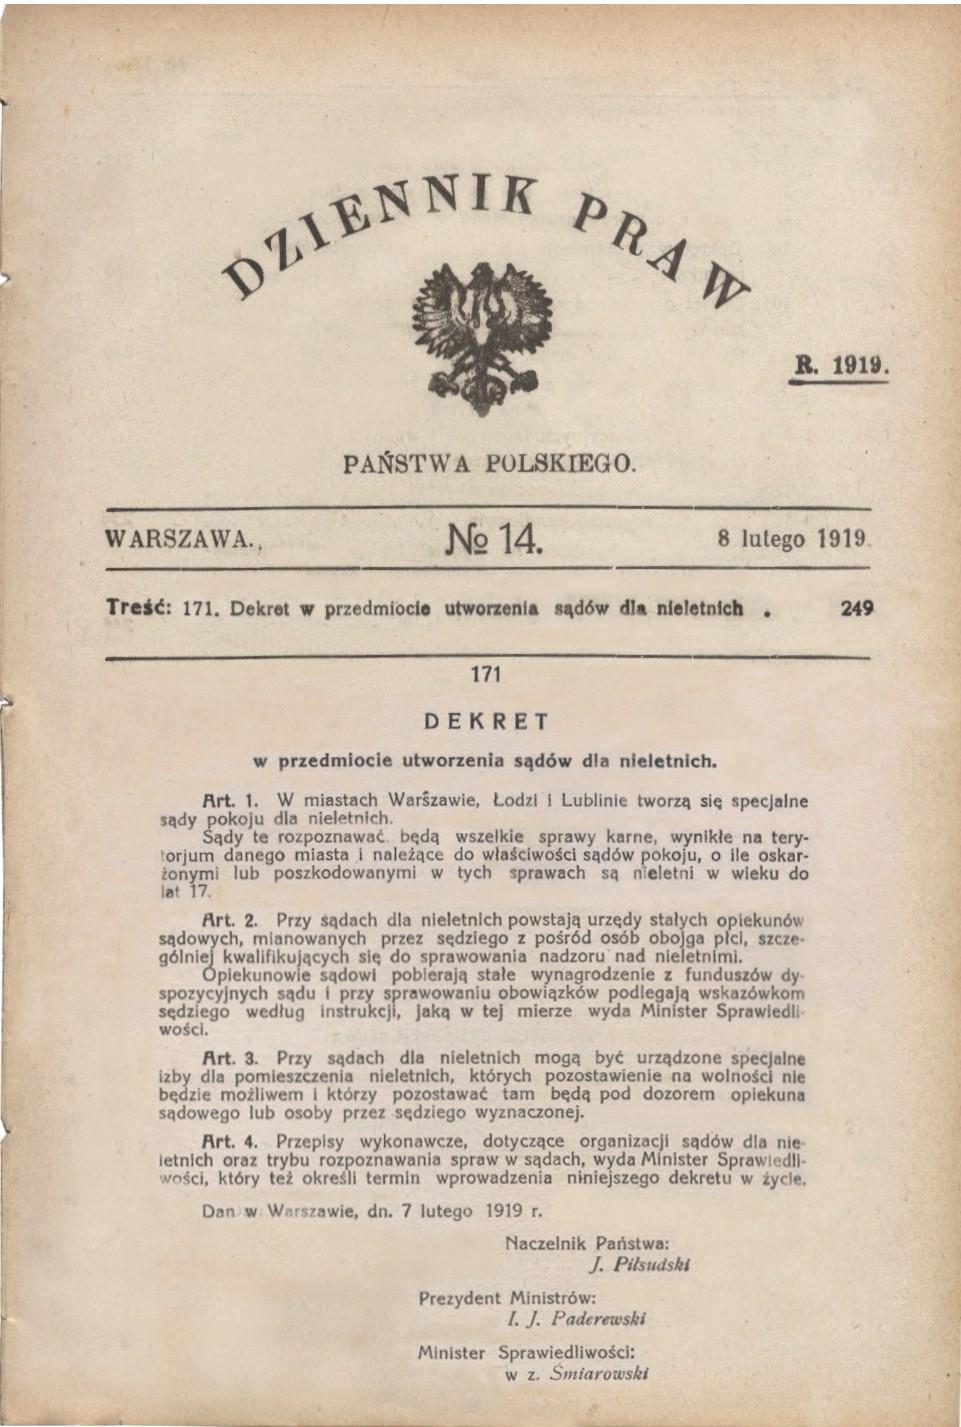 DZIENNIK PRAW
R. 1919.
PAŃSTWA POLSKIEGO.
WARSZAWA. № 14. 8 lutego 1919.
Treść: 171. Dekret w przedmiocie utworzenia sądów dla nieletnich . 249
171
DEKRET
w przedmiocie utworzenia sądów dla nieletnich.
Art. 1. W miastach Warszawie, Łodzi i Lublinie tworzą się specjalne
sądy pokoju dla nieletnich.
Sądy te rozpoznawać będą wszelkie sprawy karne, wynikłe na tery-
torjum danego miasta i należące do właściwości sądów pokoju, o ile oskar-
żonymi lub poszkodowanymi w tych sprawach są nieletni w wieku do
lat 17.
Art. 2. Przy sądach dla nieletnich powstają urzędy stałych opiekunów
sądowych, mianowanych przez sędziego z pośród osób obojga płci, szcze-
gólniej kwalifikujących się do sprawowania nadzoru nad nieletnimi.
Opiekunowie sądowi pobierają stałe wynagrodzenie z funduszów dy-
spozycyjnych sądu i przy sprawowaniu obowiązków podlegają wskazówkom
sędziego według instrukcji, jaką w tej mierze wyda Minister Sprawiedli-
wości.
Art. 3. Przy sądach dla nieletnich mogą być urządzone specjalne
izby dla pomieszczenia nieletnich, których pozostawienie na wolności nie
będzie możliwem i którzy pozostawać tam będą pod dozorem opiekuna
sądowego lub osoby przez sędziego wyznaczonej.
Art. 4. Przepisy wykonawcze, dotyczące organizacji sądów dla nie-
letnich oraz trybu rozpoznawania spraw w sądach, wyda Minister Sprawiedli-
wości, który też określi termin wprowadzenia niniejszego dekretu w życie.
Dan w Warszawie, dn. 7 lutego 1919 r.
Naczelnik Państwa:
J. Piłsudski
Prezydent Ministrów:
I. J. Paderewski
Minister Sprawiedliwości:
w z. Śmiarowski